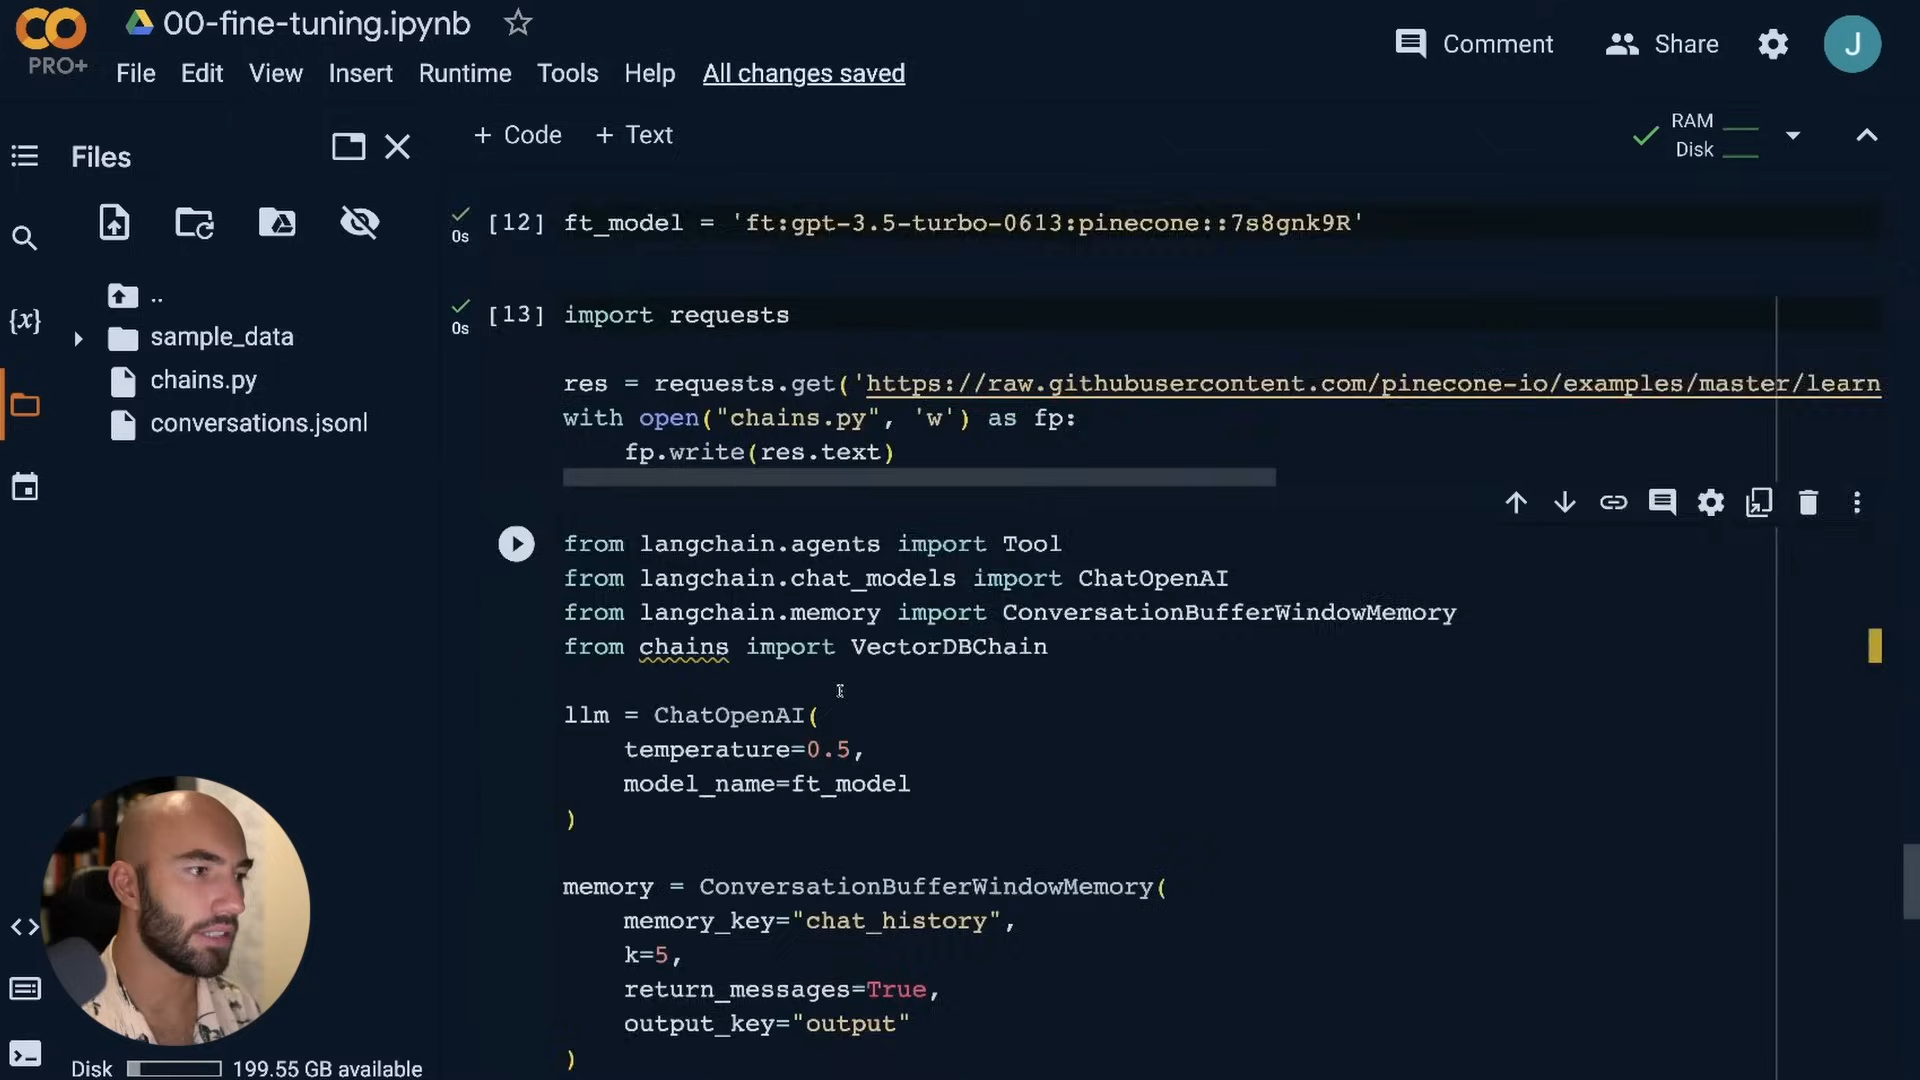 00-fine-tuning.ipynb
PRO+
File Edit View Insert Runtime Tools Help All changes saved
Comment Share J
Files
+ Code + Text
RAM
Disk
..
sample_data
chains.py
conversations.jsonl
{x}
0s [12] ft_model = 'ft:gpt-3.5-turbo-0613:pinecone::7s8gnk9R'
0s [13] import requests
res = requests.get('https://raw.githubusercontent.com/pinecone-io/examples/master/learn
with open("chains.py", 'w') as fp:
    fp.write(res.text)
from langchain.agents import Tool
from langchain.chat_models import ChatOpenAI
from langchain.memory import ConversationBufferWindowMemory
from chains import VectorDBChain
llm = ChatOpenAI(
    temperature=0.5,
    model_name=ft_model
)
memory = ConversationBufferWindowMemory(
    memory_key="chat_history",
    k=5,
    return_messages=True,
    output_key="output"
)
Disk 199.55 GB available